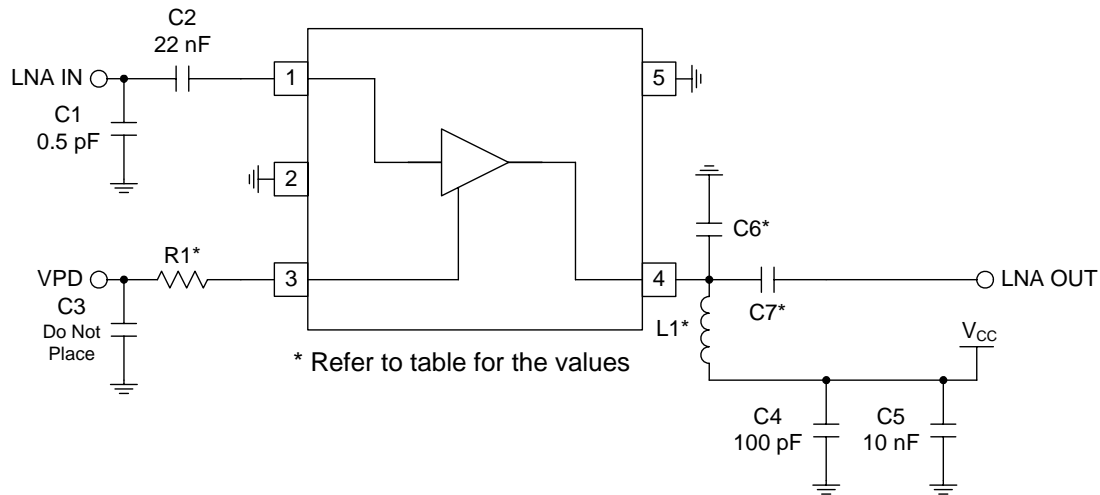 C2
22 nF
LNA IN
1
5
C1
0.5 pF
2
C6*
R1*
VPD
3
4
LNA OUT
C3
Do Not
Place
C7*
L1*
VCC
* Refer to table for the values
C4
100 pF
C5
10 nF